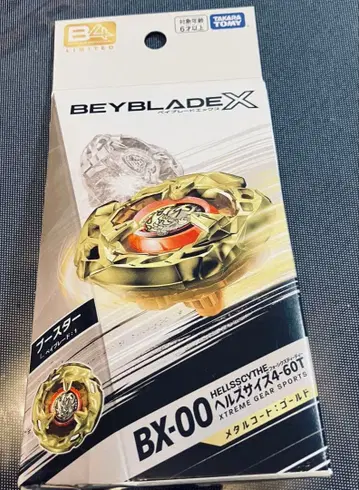 B4
LIMITED
対象年齢
6才以上
TAKARA
TOMY
BEYBLADE X
ベイブレードエックス
ブースター
BX-00
HELLSSCYTHE
ヘルズサイズ4-60T
XTREME GEAR SPORTS
メタルコート:ゴールド